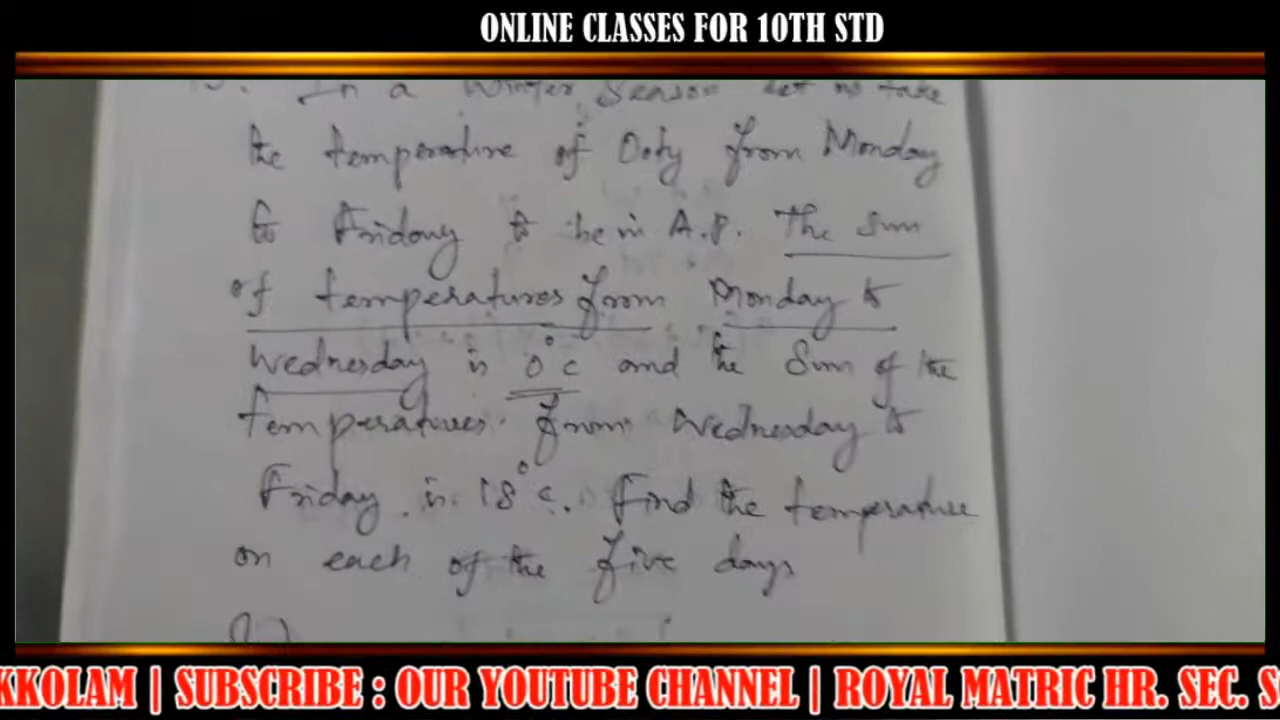 ONLINE CLASSES FOR 10TH STD
In a Winter Season let us take
the temperature of Ooty from Monday
to Friday to be in A.P. The Sum
of temperatures from Monday to
Wednesday is 0°c and the Sum of the
temperatures from Wednesday to
Friday is 18°c. Find the temperature
on each of the five days
KKOLAM | SUBSCRIBE : OUR YOUTUBE CHANNEL | ROYAL MATRIC HR. SEC. S